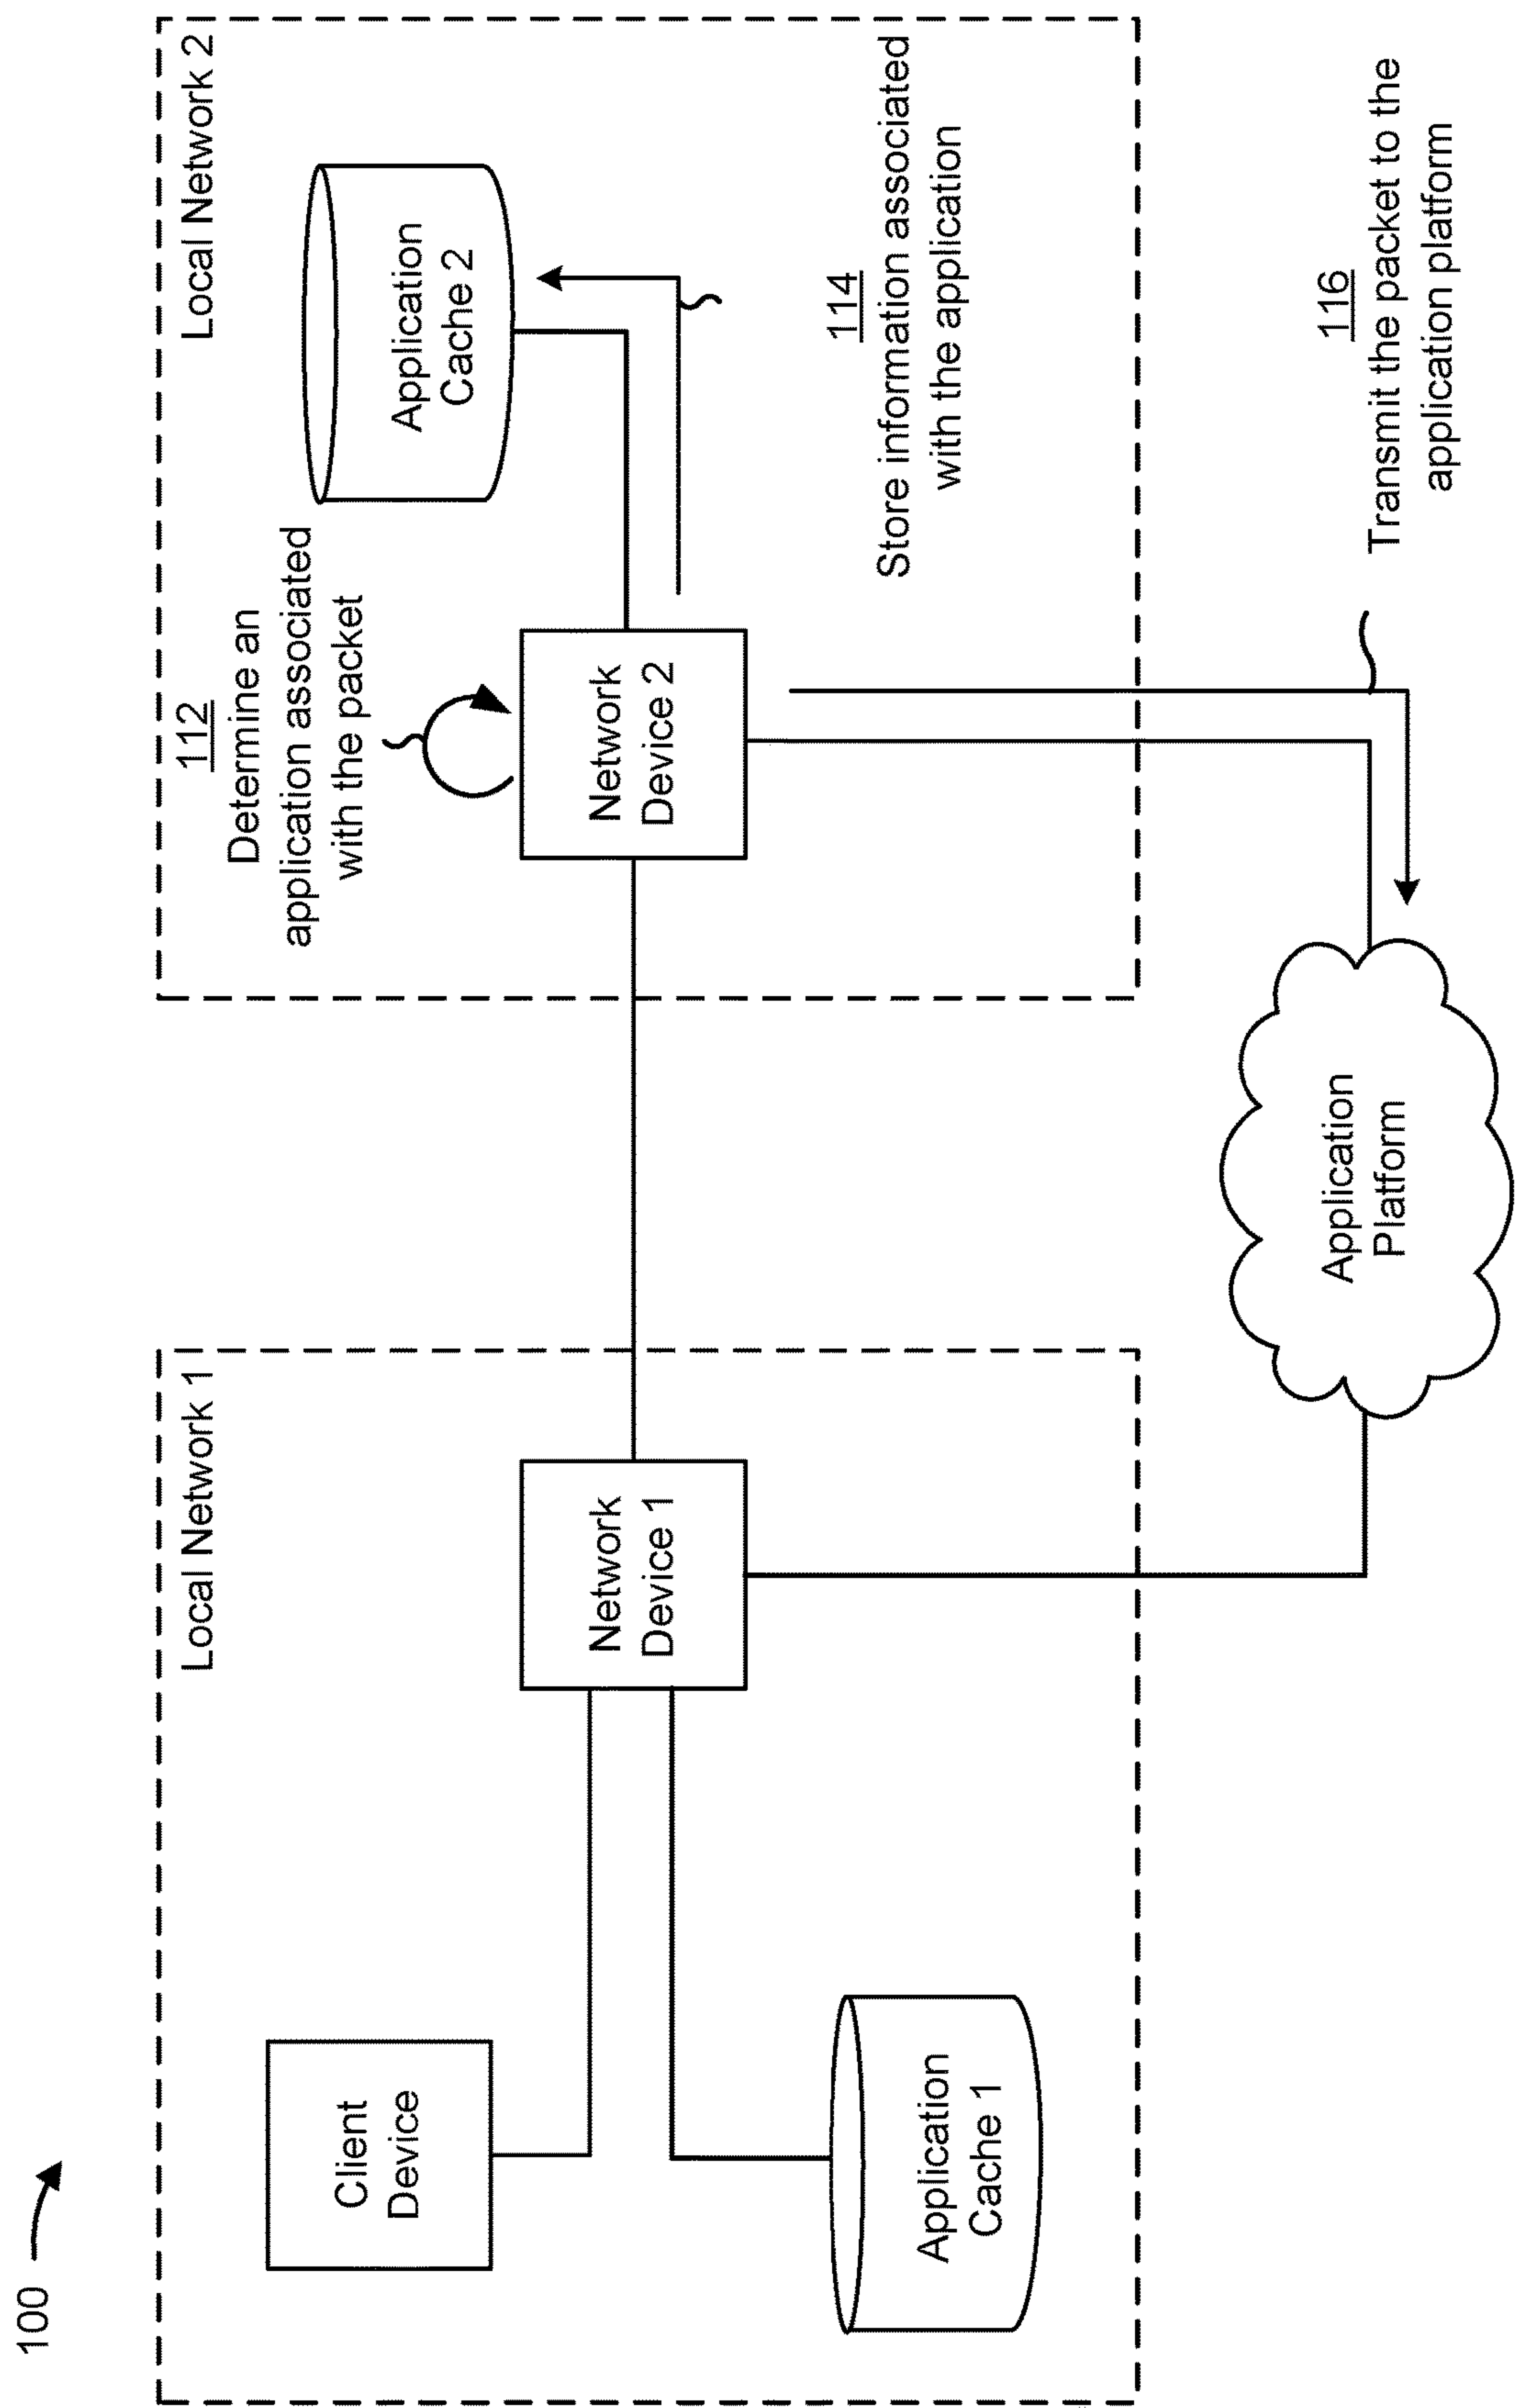 100
Local Network 1
Client
Device
Application
Cache 1
Network
Device 1
Local Network 2
112
Determine an
application associated
with the packet
Network
Device 2
Application
Cache 2
114
Store information associated
with the application
Application
Platform
116
Transmit the packet to the
application platform